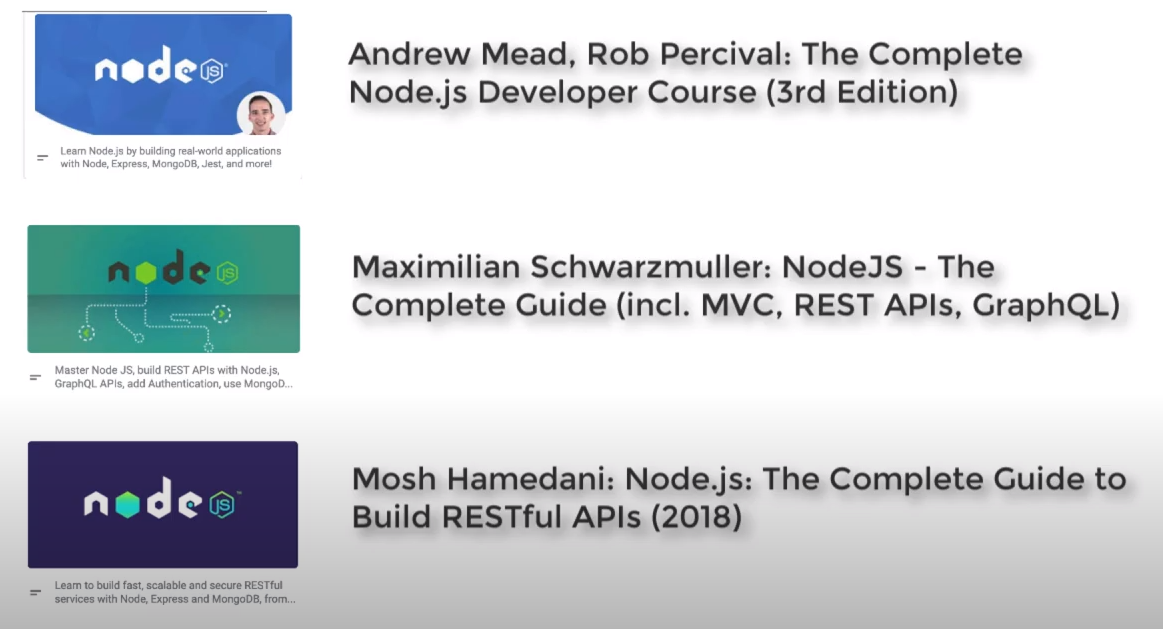 node JS
Andrew Mead, Rob Percival: The Complete
Node.js Developer Course (3rd Edition)
Learn Node.js by building real-world applications
with Node, Express, MongoDB, Jest, and more!
node JS
Maximilian Schwarzmuller: NodeJS - The
Complete Guide (incl. MVC, REST APIs, GraphQL)
Master Node JS, build REST APIs with Node.js,
GraphQL APIs, add Authentication, use MongoD...
node JS™
Mosh Hamedani: Node.js: The Complete Guide to
Build RESTful APIs (2018)
Learn to build fast, scalable and secure RESTful
services with Node, Express and MongoDB, from...